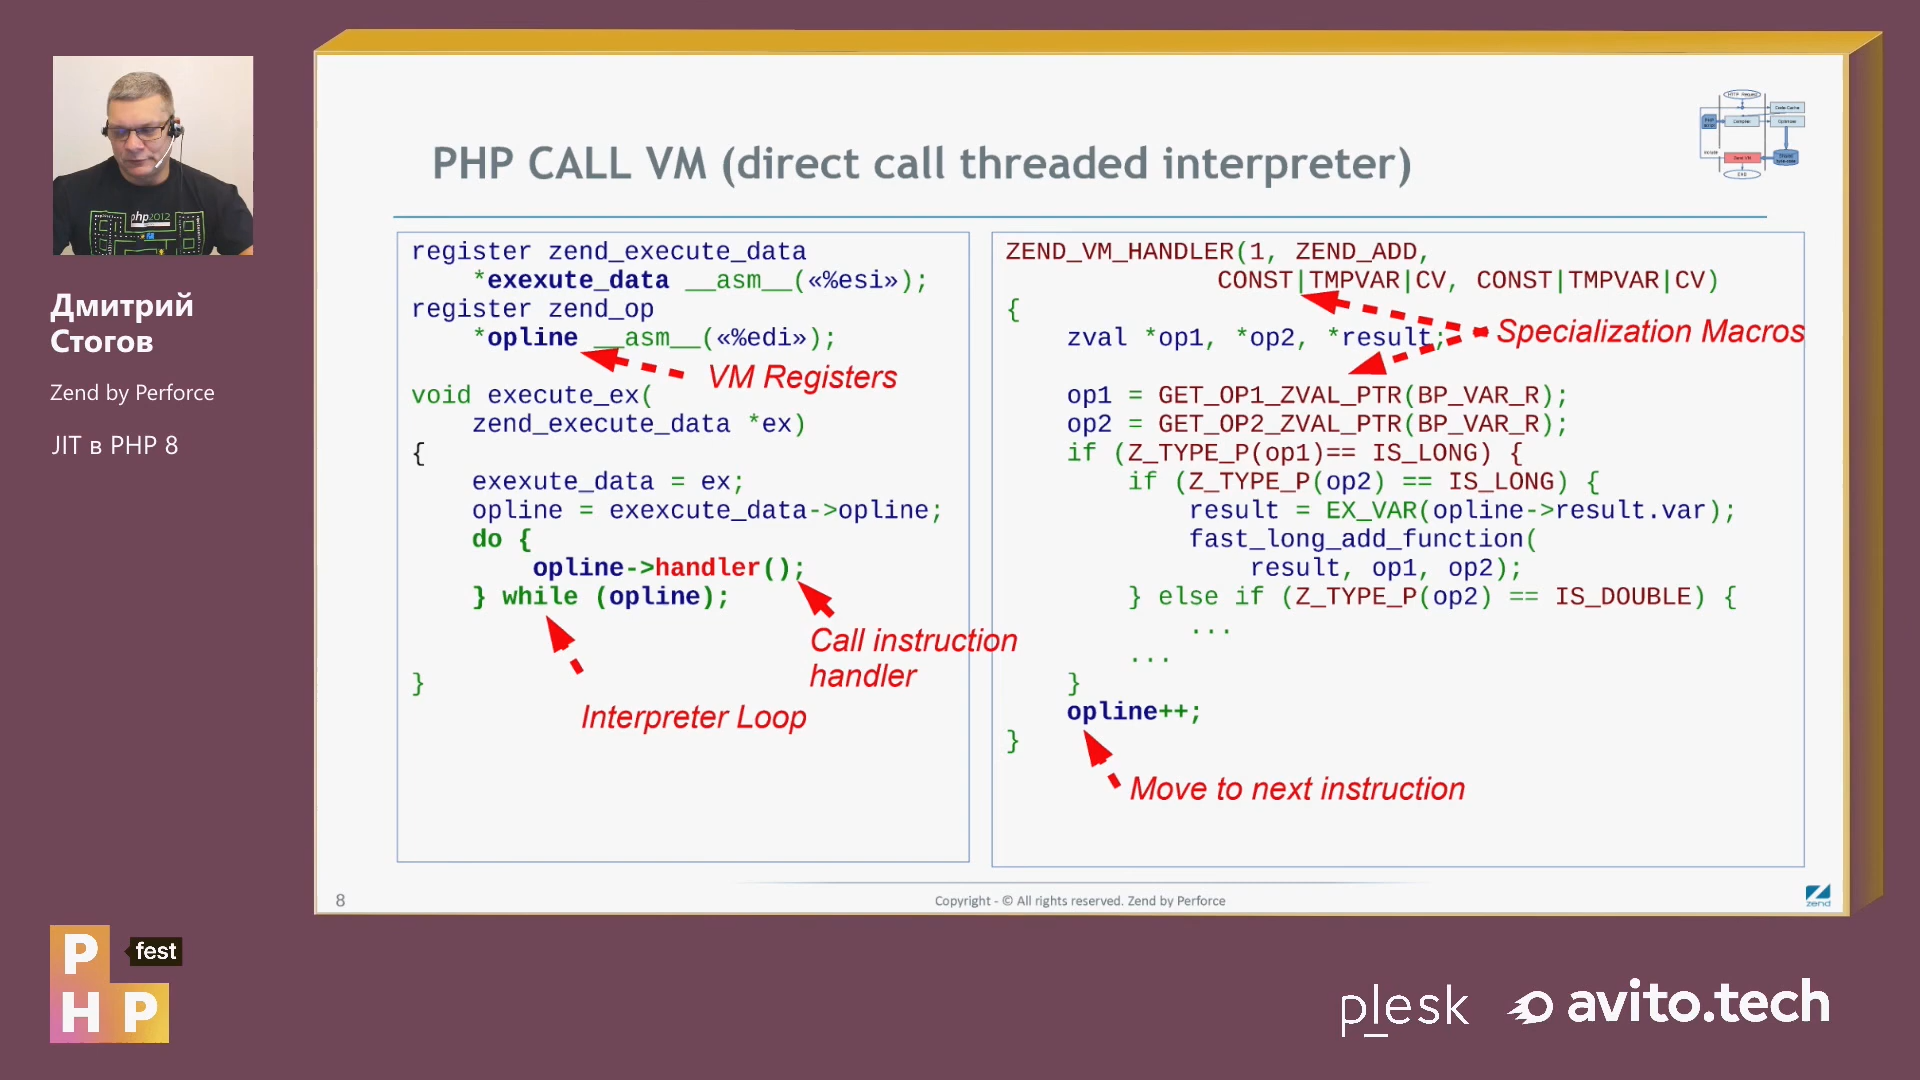 Дмитрий
Стогов
Zend by Perforce
JIT в PHP 8
php2012
PHP CALL VM (direct call threaded interpreter)
register zend_execute_data
*exexute_data __asm__(«%esi»);
register zend_op
*opline __asm__(«%edi»);
VM Registers
void execute_ex(
zend_execute_data *ex)
{
exexute_data = ex;
opline = exexcute_data->opline;
do {
opline->handler();
} while (opline);
Call instruction
handler
}
Interpreter Loop
ZEND_VM_HANDLER(1, ZEND_ADD,
CONST|TMPVAR|CV, CONST|TMPVAR|CV)
{
zval *op1, *op2, *result;
Specialization Macros
op1 = GET_OP1_ZVAL_PTR(BP_VAR_R);
op2 = GET_OP2_ZVAL_PTR(BP_VAR_R);
if (Z_TYPE_P(op1)== IS_LONG) {
if (Z_TYPE_P(op2) == IS_LONG) {
result = EX_VAR(opline->result.var);
fast_long_add_function(
result, op1, op2);
} else if (Z_TYPE_P(op2) == IS_DOUBLE) {
...
...
}
opline++;
}
Move to next instruction
8
Copyright - © All rights reserved. Zend by Perforce
zend
P fest
HP
plesk
avito.tech